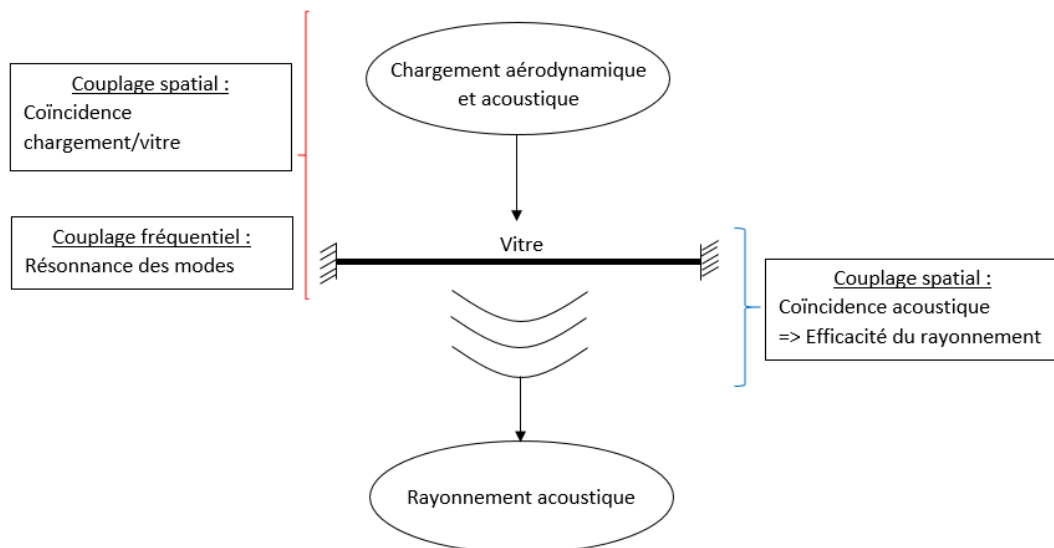 Chargement aérodynamique
et acoustique
Couplage spatial :
Coïncidence
chargement/vitre
Couplage fréquentiel :
Résonnance des modes
Vitre
Couplage spatial :
Coïncidence acoustique
=> Efficacité du rayonnement
Rayonnement acoustique